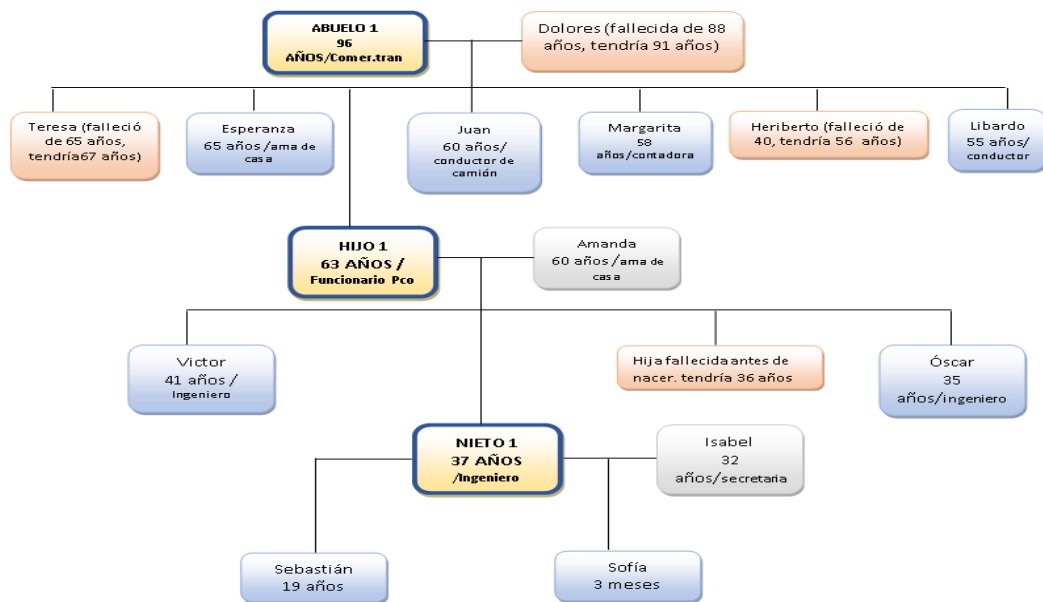 ABUELO 1
96
AÑOS/Comer.tran
Dolores (fallecida de 88
años, tendría 91 años)
Teresa (falleció
de 65 años,
tendría67 años)
Esperanza
65 años /ama de
casa
Juan
60 años/
conductor de
camión
Margarita
58
años/contadora
Heriberto (falleció de
40, tendría 56 años)
Libardo
55 años/
conductor
HIJO 1
63 AÑOS /
Funcionario Pco
Amanda
60 años /ama de
casa
Victor
41 años /
Ingeniero
Hija fallecida antes de
nacer. tendría 36 años
Óscar
35
años/ingeniero
NIETO 1
37 AÑOS
/Ingeniero
Isabel
32
años/secretaria
Sebastián
19 años
Sofía
3 meses